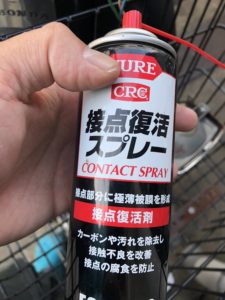 KURE
CRC
接点復活
スプレー
CONTACT SPRAY
接点部分に極薄被膜を形成
接点復活剤
カーボンや汚れを除去し
接触不良を改善
接点の腐食を防止